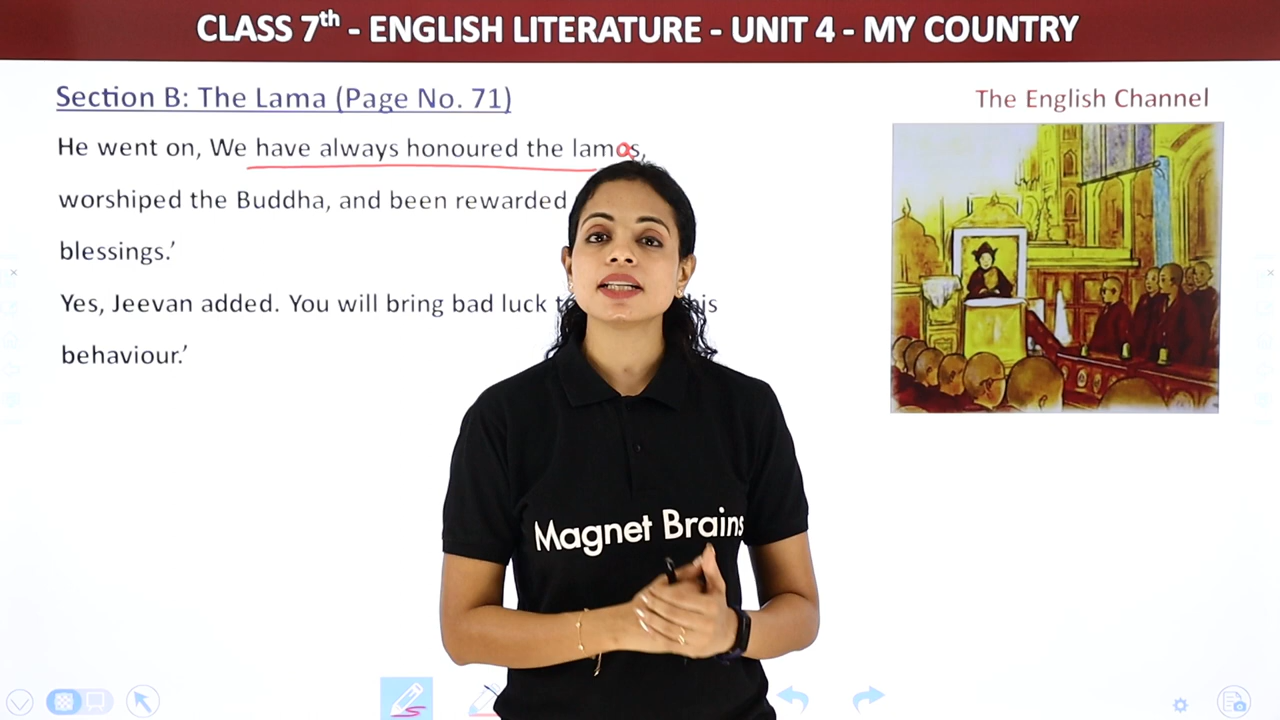 CLASS 7th - ENGLISH LITERATURE - UNIT 4 - MY COUNTRY
Section B: The Lama (Page No. 71)
The English Channel
He went on, We have always honoured the lamas,
worshiped the Buddha, and been rewarded
blessings.’
Yes, Jeevan added. You will bring bad luck
behaviour.’
Magnet Brains